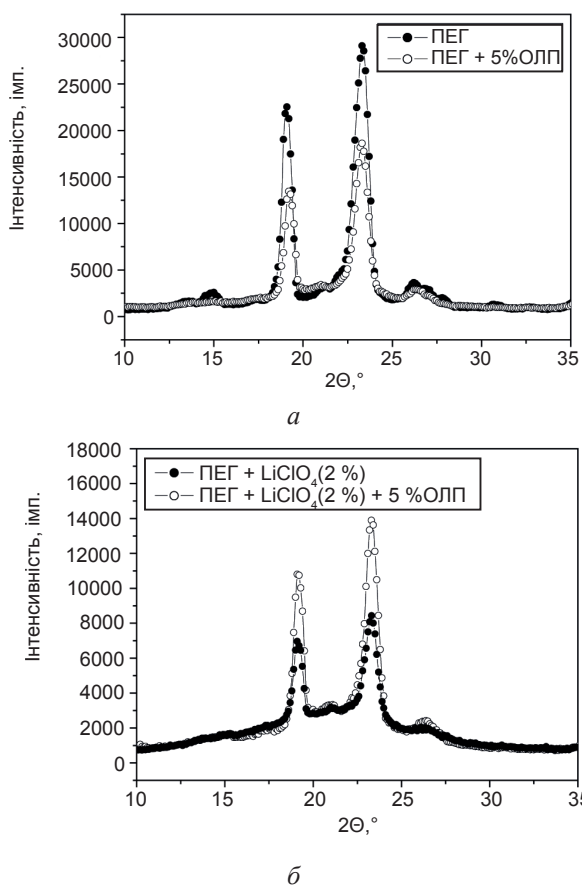 ПЕГ
ПЕГ + 5%ОЛП
Інтенсивність, імп.
30000
25000
20000
15000
10000
5000
0
10 15 20 25 30 35
2Θ,°
а
ПЕГ + LiClO₄(2 %)
ПЕГ + LiClO₄(2 %) + 5 %ОЛП
Інтенсивність, імп.
18000
16000
14000
12000
10000
8000
6000
4000
2000
0
10 15 20 25 30 35
2Θ,°
б